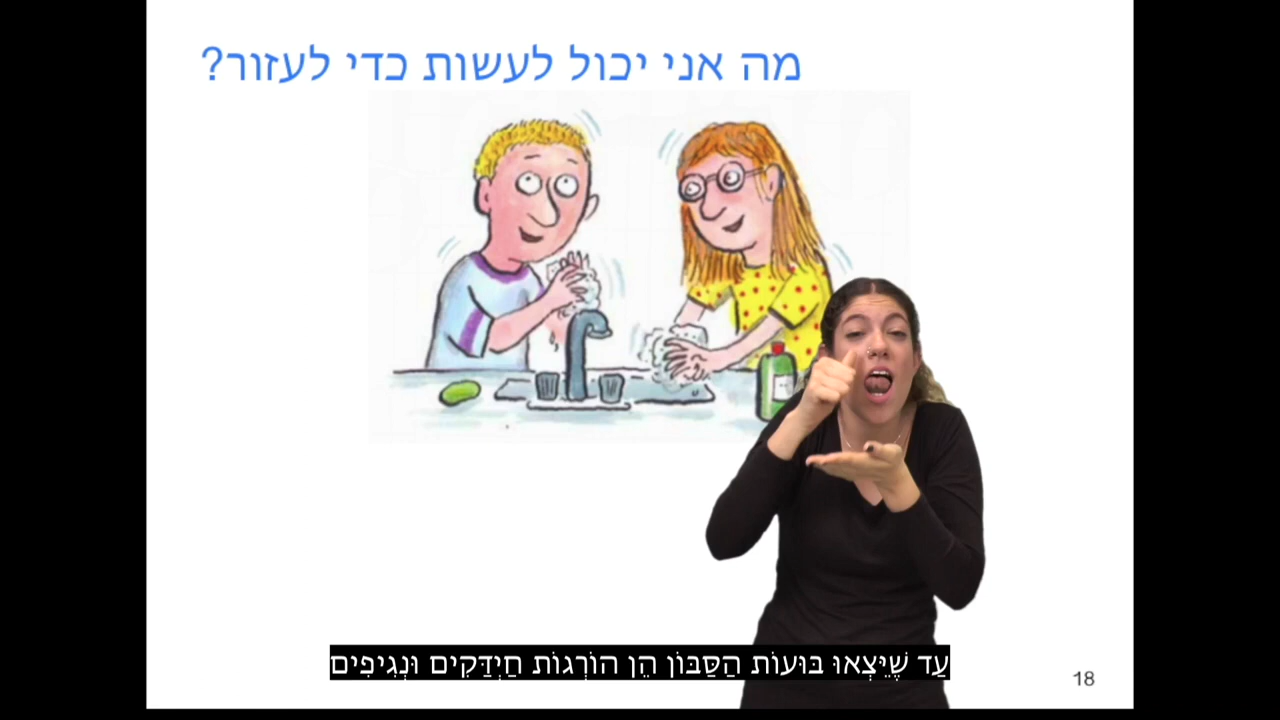 מה אני יכול לעשות כדי לעזור?
עַד שֶׁיֵּצְאוּ בּוּעוֹת הַסַּבּוֹן הֵן הוֹרְגוֹת חַיְדַּקִּים וּנְגִיפִים
18